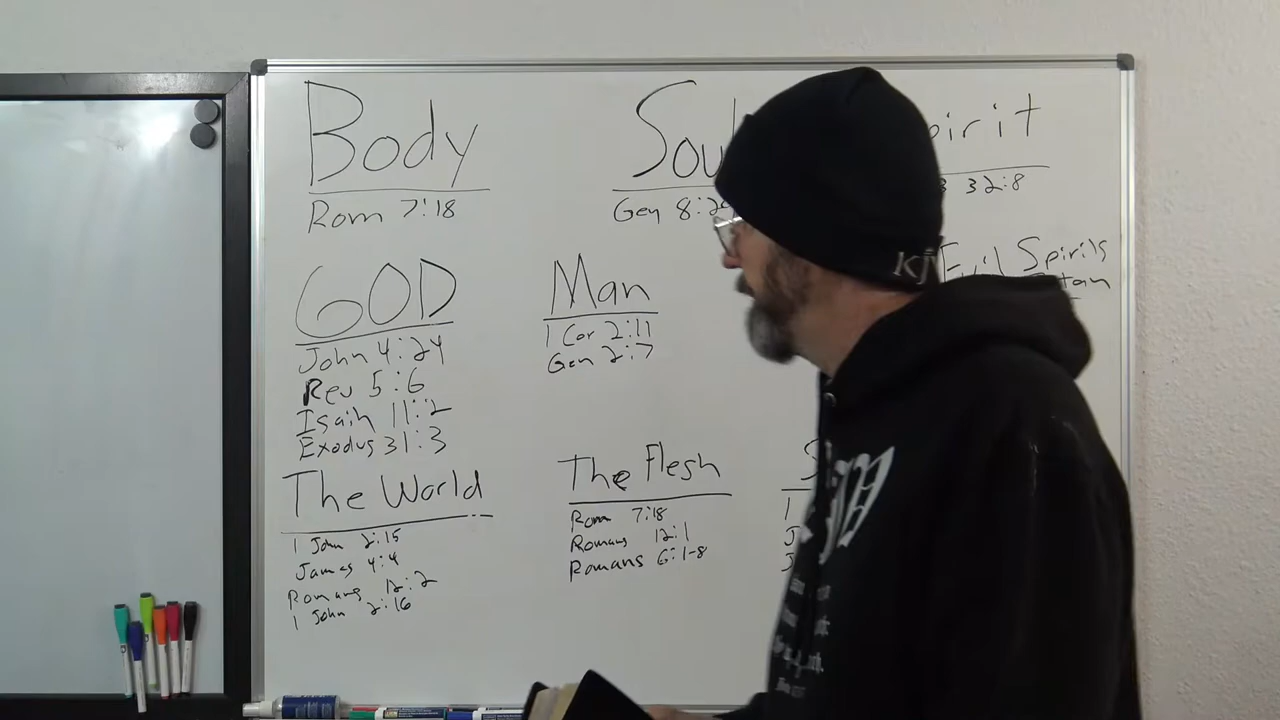 Body
Rom 7:18
GOD
John 4:24
Rev 5:6
Isaih 11:2
Exodus 31:3
The World
1 John 2:15
James 4:4
Romans 12:2
1 John 2:16
Soul
Gen 8:2
Man
1 Cor 2:11
Gen 2:7
The Flesh
Rom 7:18
Romans 12:1
Romans 6:1-8
pirit
32:8
Evil Spirits
kjv